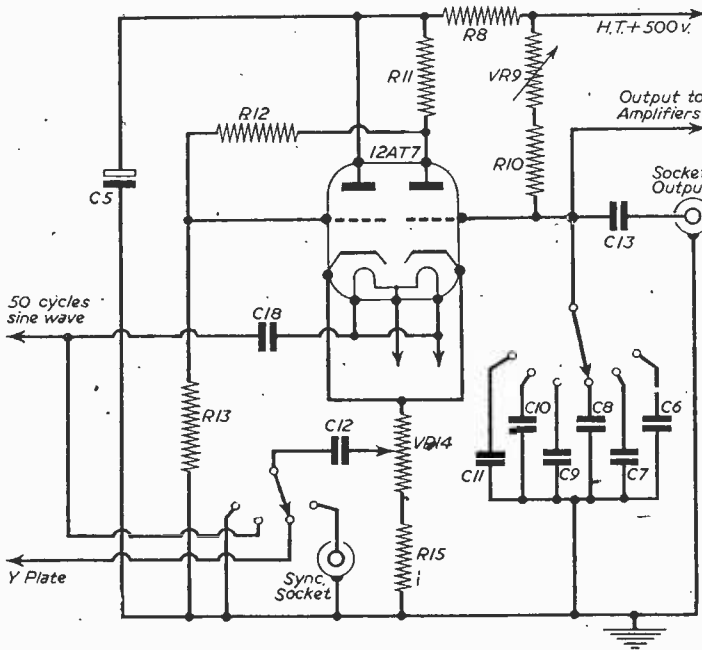 R8
H.T.+500v.
R11
VR9
R12
Output to
Amplifiers
12AT7
R10
Socket
Output
C5
C13
50 cycles
sine wave
C18
R13
C12
VR14
C10
C8
C6
C11
C9
C7
R15
Y Plate
Sync.
Socket